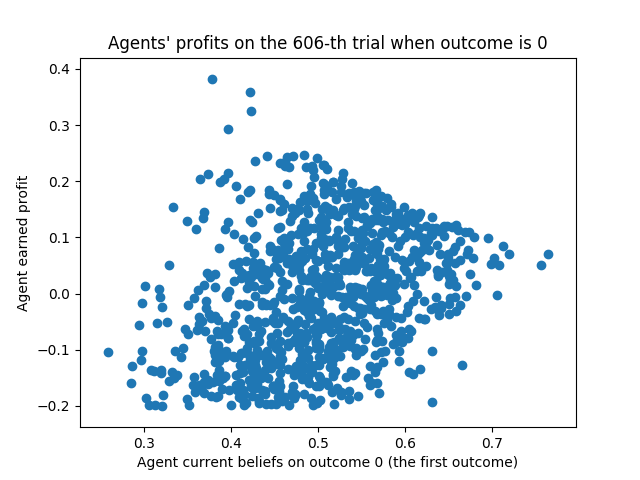 Agents' profits on the 606-th trial when outcome is 0
0.4
0.3
0.2
0.1
0.0
−0.1
−0.2
Agent earned profit
0.3 0.4 0.5 0.6 0.7
Agent current beliefs on outcome 0 (the first outcome)